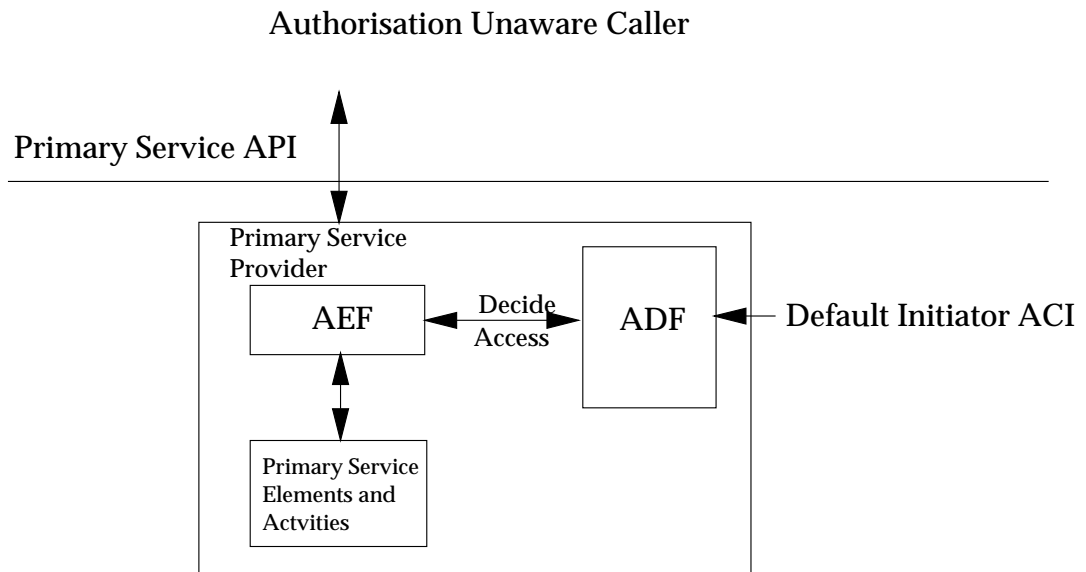 Authorisation Unaware Caller
Primary Service API
Primary Service
Provider
AEF
Decide
Access
ADF
Default Initiator ACI
Primary Service
Elements and
Actvities